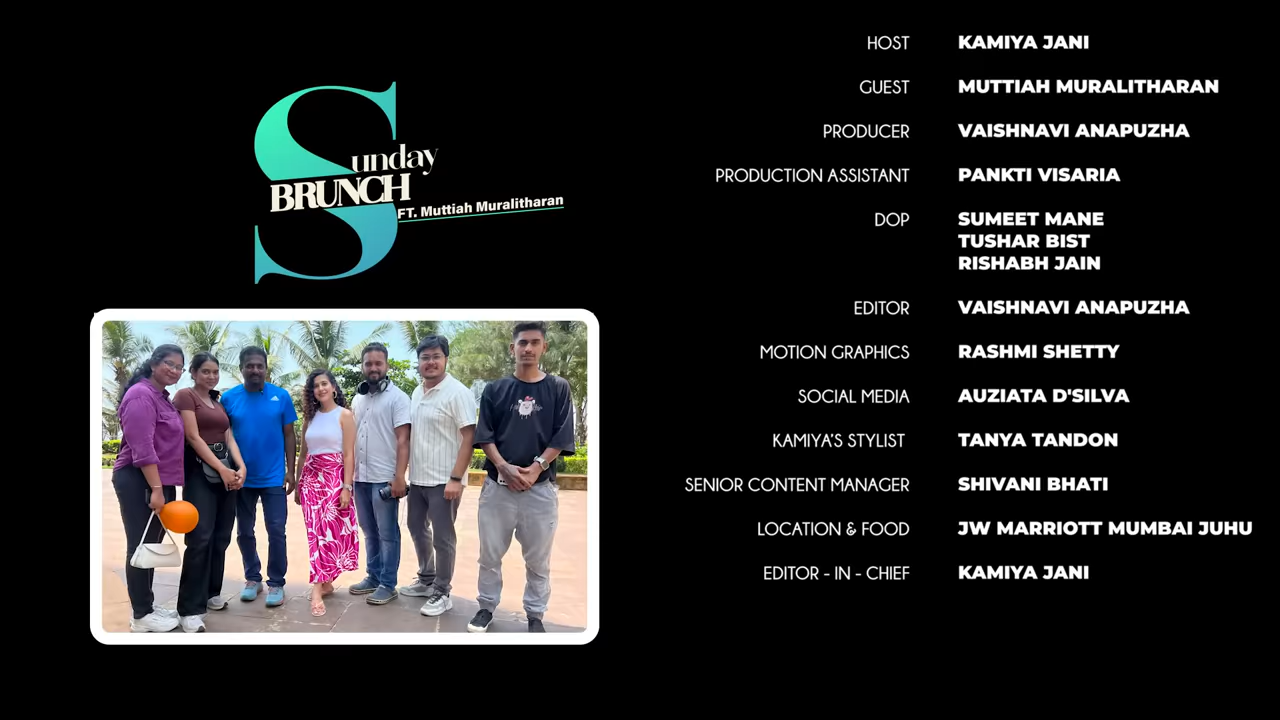 Sunday
BRUNCH
FT. Muttiah Muralitharan
HOST KAMIYA JANI
GUEST MUTTIAH MURALITHARAN
PRODUCER VAISHNAVI ANAPUZHA
PRODUCTION ASSISTANT PANKTI VISARIA
DOP SUMEET MANE
TUSHAR BIST
RISHABH JAIN
EDITOR VAISHNAVI ANAPUZHA
MOTION GRAPHICS RASHMI SHETTY
SOCIAL MEDIA AUZIATA D'SILVA
KAMIYA'S STYLIST TANYA TANDON
SENIOR CONTENT MANAGER SHIVANI BHATI
LOCATION & FOOD JW MARRIOTT MUMBAI JUHU
EDITOR - IN - CHIEF KAMIYA JANI